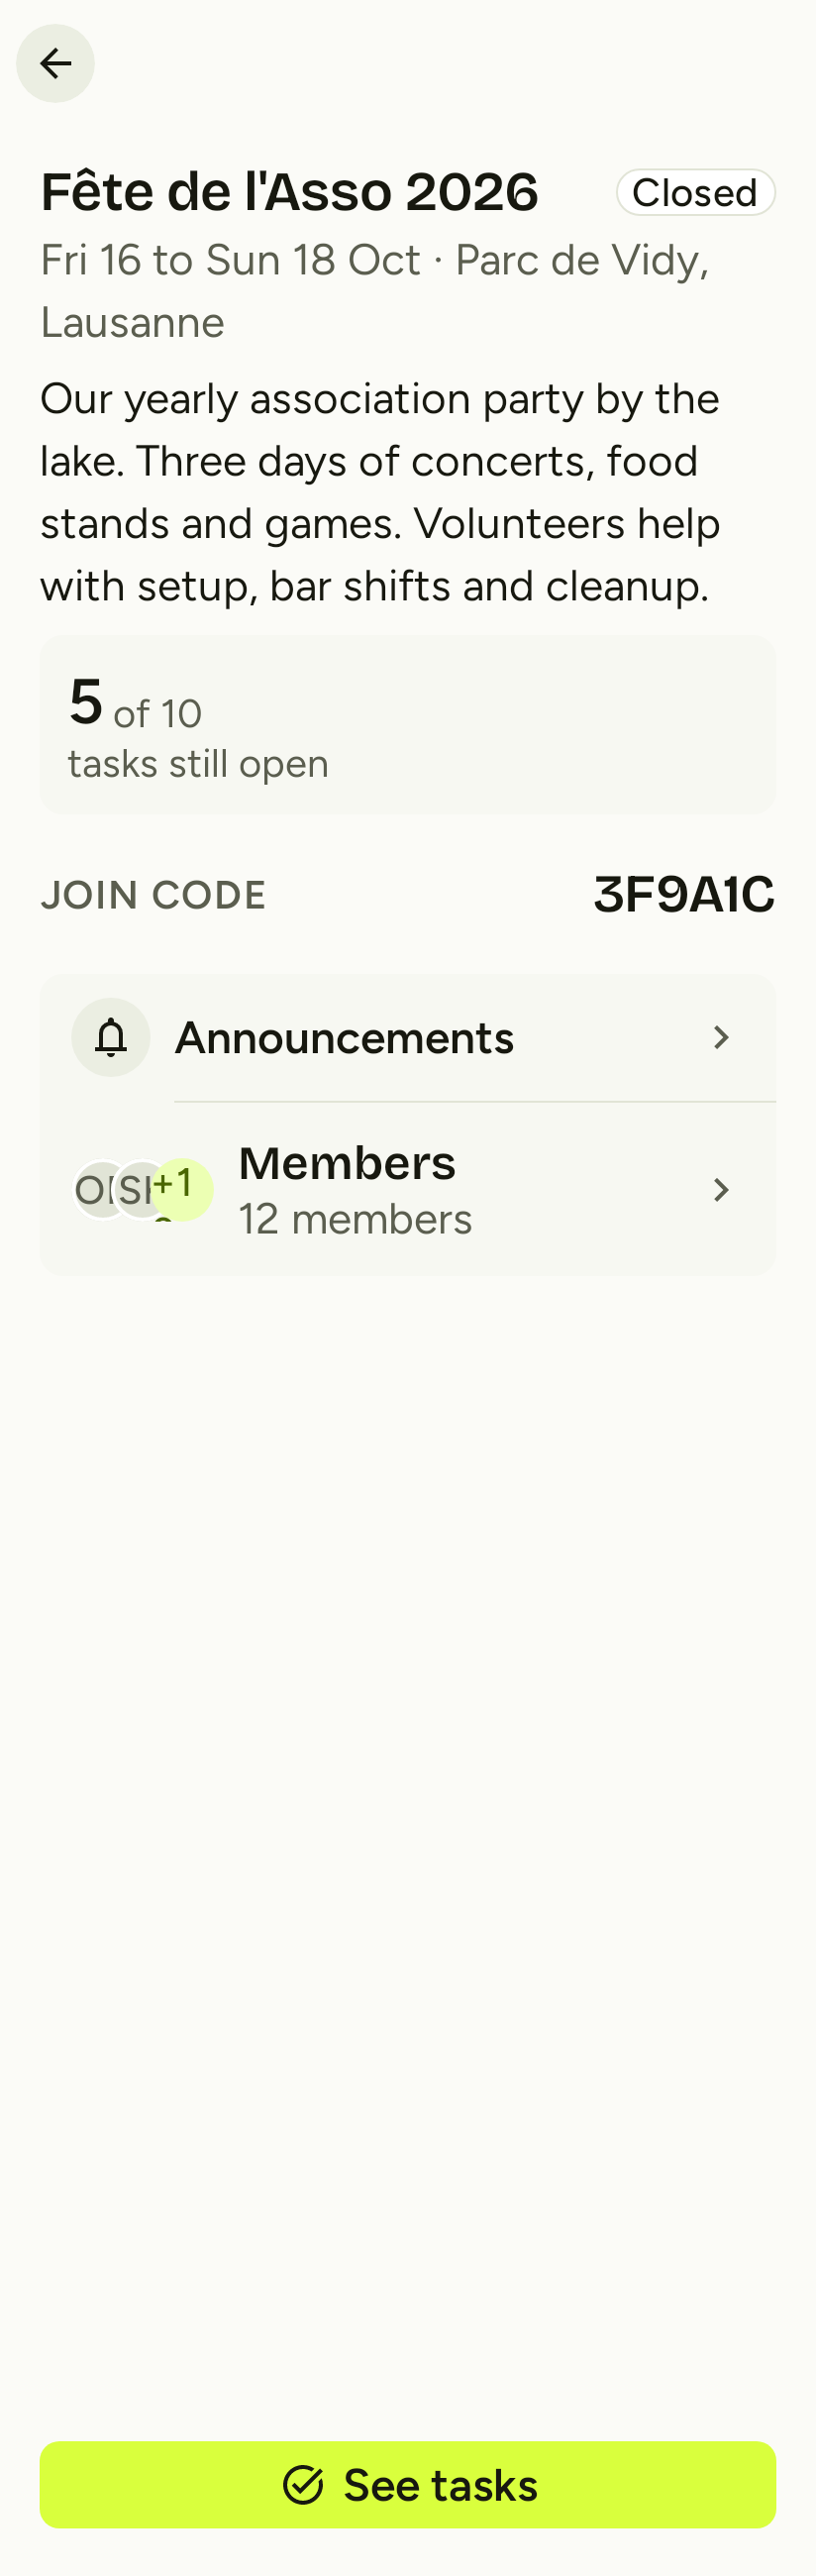 Fête de l'Asso 2026
Closed
Fri 16 to Sun 18 Oct · Parc de Vidy,
Lausanne
Our yearly association party by the
lake. Three days of concerts, food
stands and games. Volunteers help
with setup, bar shifts and cleanup.
5 of 10
tasks still open
JOIN CODE
3F9A1C
Announcements
+1
Members
12 members
See tasks